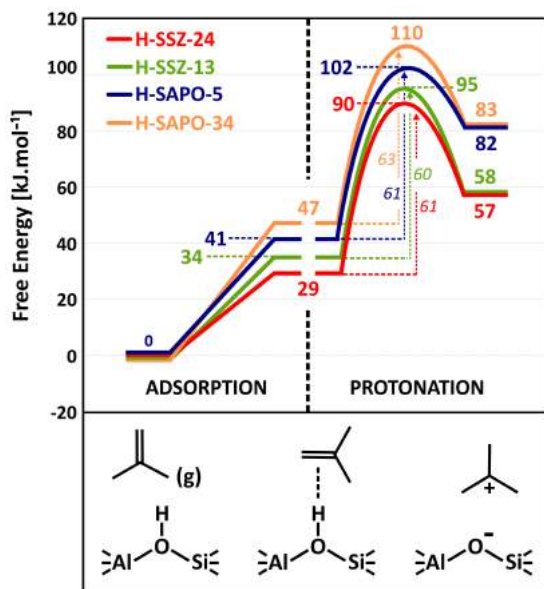 Free Energy [kJ.mol⁻¹]
120
100
80
60
40
20
0
-20
H-SSZ-24
H-SSZ-13
H-SAPO-5
H-SAPO-34
110
102
95
90
83
82
63
60
61
61
58
57
47
41
34
29
0
ADSORPTION
PROTONATION
(g)
+
H
H
Al O Si
Al O Si
Al O - Si